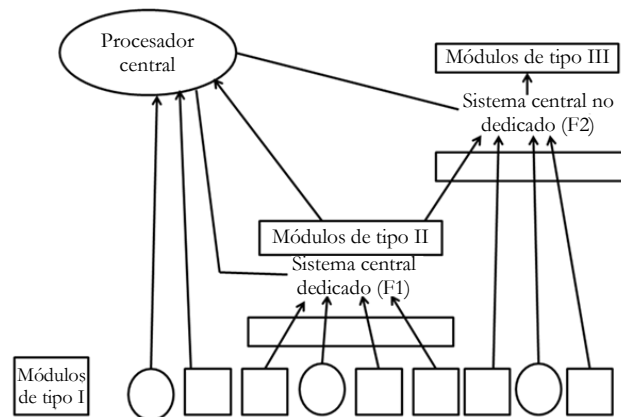 Procesador
central
Módulos de tipo III
Sistema central no
dedicado (F2)
Módulos de tipo II
Sistema central
dedicado (F1)
Módulos
de tipo I